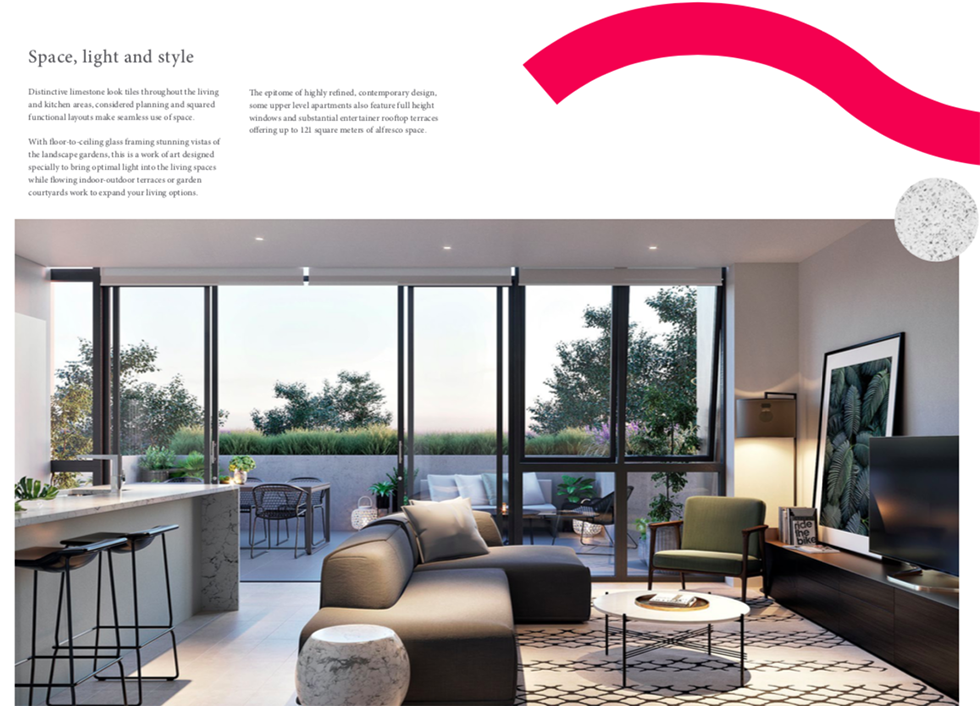 Space, light and style
Distinctive limestone look tiles throughout the living
and kitchen areas, considered planning and squared
functional layouts make seamless use of space.
With floor-to-ceiling glass framing stunning vistas of
the landscape gardens, this is a work of art designed
specially to bring optimal light into the living spaces
while flowing indoor-outdoor terraces or garden
courtyards work to expand your living options.
The epitome of highly refined, contemporary design,
some upper level apartments also feature full height
windows and substantial entertainer rooftop terraces
offering up to 121 square meters of alfresco space.
ride
the
bike